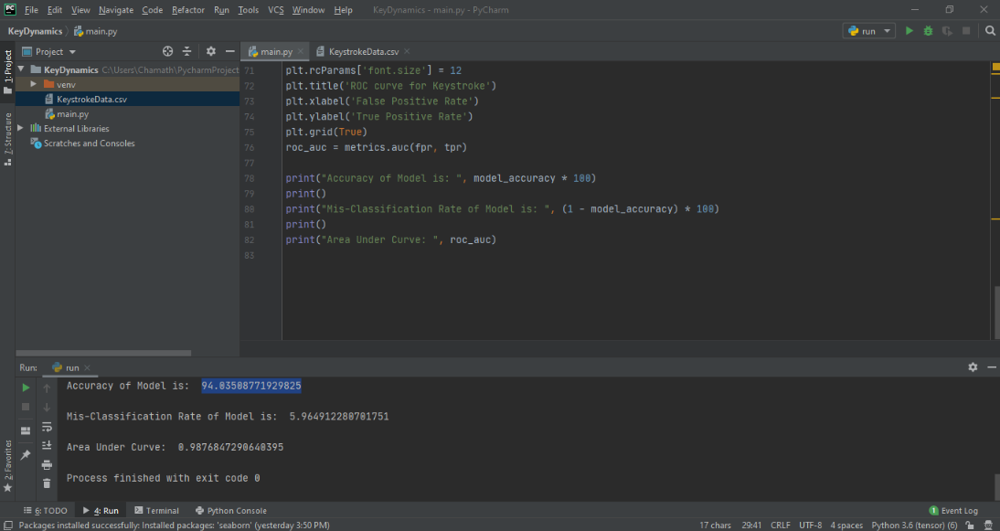 PC File Edit View Navigate Code Refactor Run Tools VCS Window Help KeyDynamics - main.py - PyCharm
KeyDynamics main.py run
1: Project
Project
KeyDynamics C:\Users\Chamath\PycharmProject
venv
KeystrokeData.csv
main.py
External Libraries
Scratches and Consoles
Z: Structure
main.py KeystrokeData.csv
71 plt.rcParams['font.size'] = 12
72 plt.title('ROC curve for Keystroke')
73 plt.xlabel('False Positive Rate')
74 plt.ylabel('True Positive Rate')
75 plt.grid(True)
76 roc_auc = metrics.auc(fpr, tpr)
77
78 print("Accuracy of Model is: ", model_accuracy * 100)
79 print()
80 print("Mis-Classification Rate of Model is: ", (1 - model_accuracy) * 100)
81 print()
82 print("Area Under Curve: ", roc_auc)
83
Run: run
Accuracy of Model is:  94.03508771929825
Mis-Classification Rate of Model is:  5.964912280701751
Area Under Curve:  0.9876847290640395
Process finished with exit code 0
2: Favorites
6: TODO 4: Run Terminal Python Console 1 Event Log
Packages installed successfully: Installed packages: 'seaborn' (yesterday 3:50 PM) 17 chars 29:41 CRLF UTF-8 4 spaces Python 3.6 (tensor) (6)